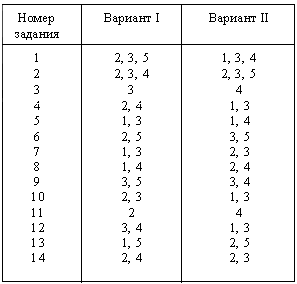 Номер задания Вариант I Вариант II
1 2, 3, 5 1, 3, 4
2 2, 3, 4 2, 3, 5
3 3 4
4 2, 4 1, 3
5 1, 3 1, 4
6 2, 5 3, 5
7 1, 3 2, 3
8 1, 4 2, 4
9 3, 5 3, 4
10 2, 3 1, 3
11 2 4
12 3, 4 1, 3
13 1, 5 2, 5
14 2, 4 2, 3